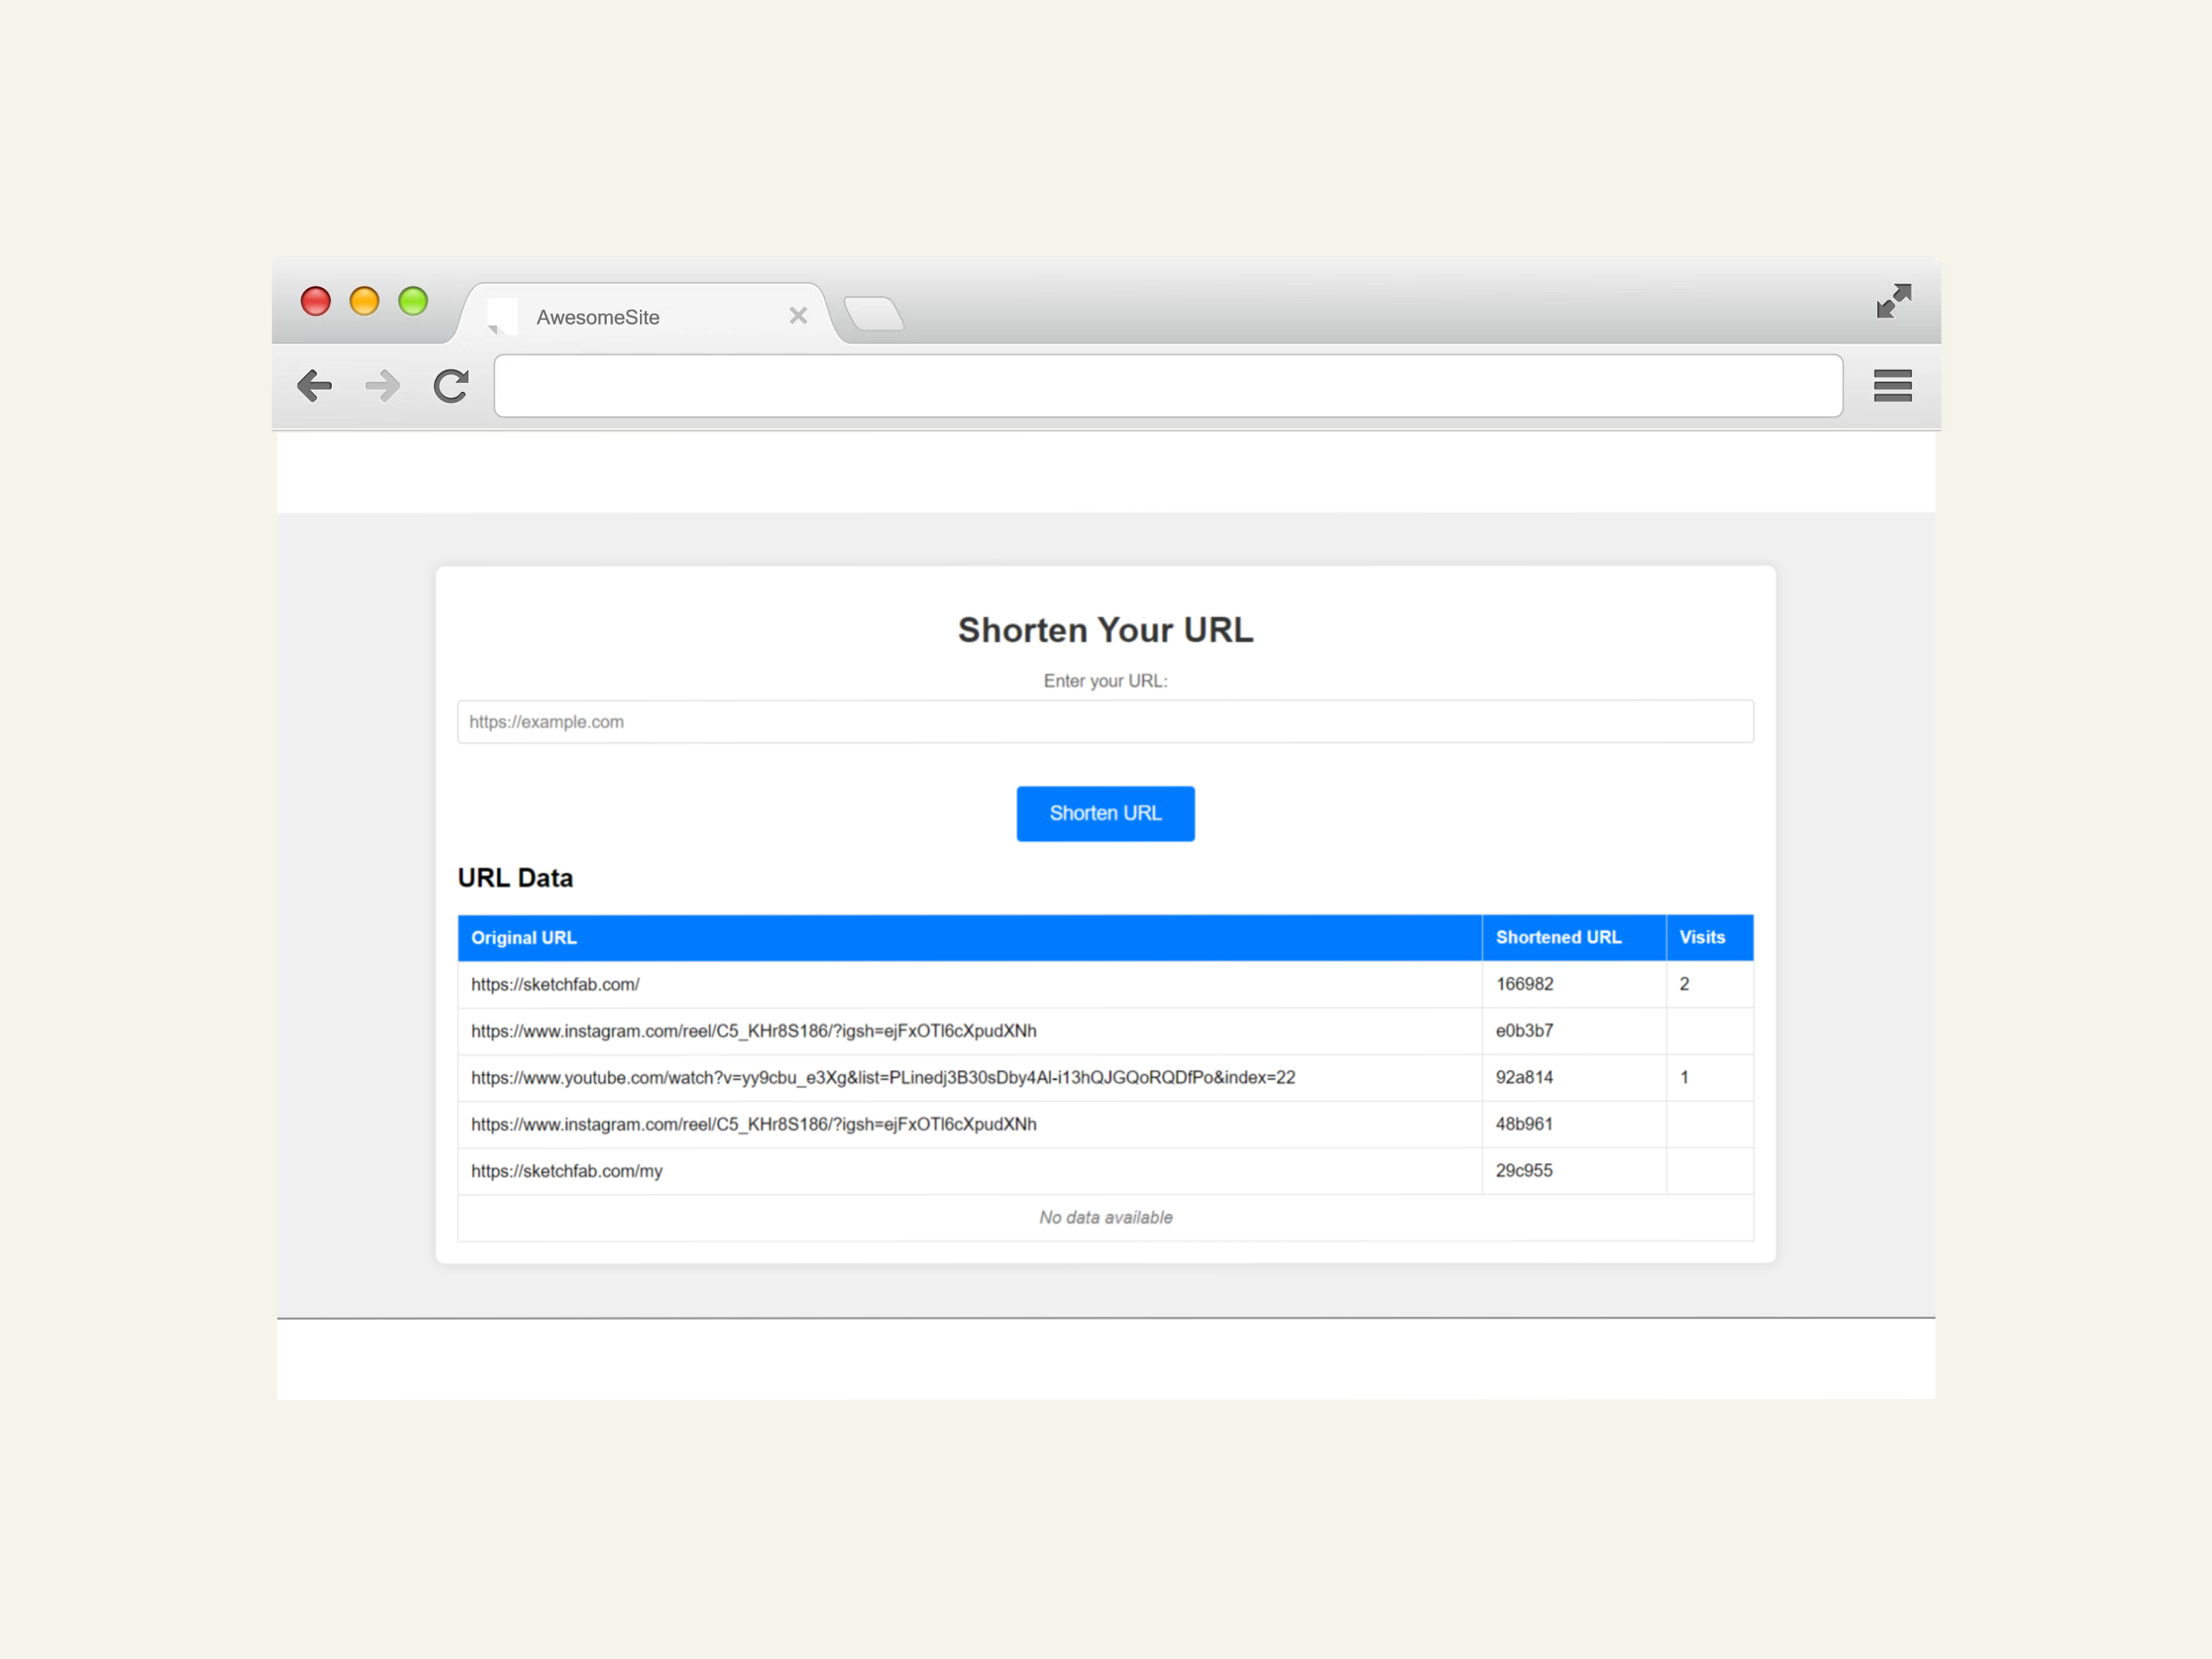 AwesomeSite
Shorten Your URL
Enter your URL:
https://example.com
Shorten URL
URL Data
Original URL Shortened URL Visits
https://sketchfab.com/ 166982 2
https://www.instagram.com/reel/C5_KHr8S186/?igsh=ejFxOTl6cXpudXNh e0b3b7
https://www.youtube.com/watch?v=yy9cbu_e3Xg&list=PLinedj3B30sDby4Al-i13hQJGQoRQDfPo&index=22 92a814 1
https://www.instagram.com/reel/C5_KHr8S186/?igsh=ejFxOTl6cXpudXNh 48b961
https://sketchfab.com/my 29c955
No data available